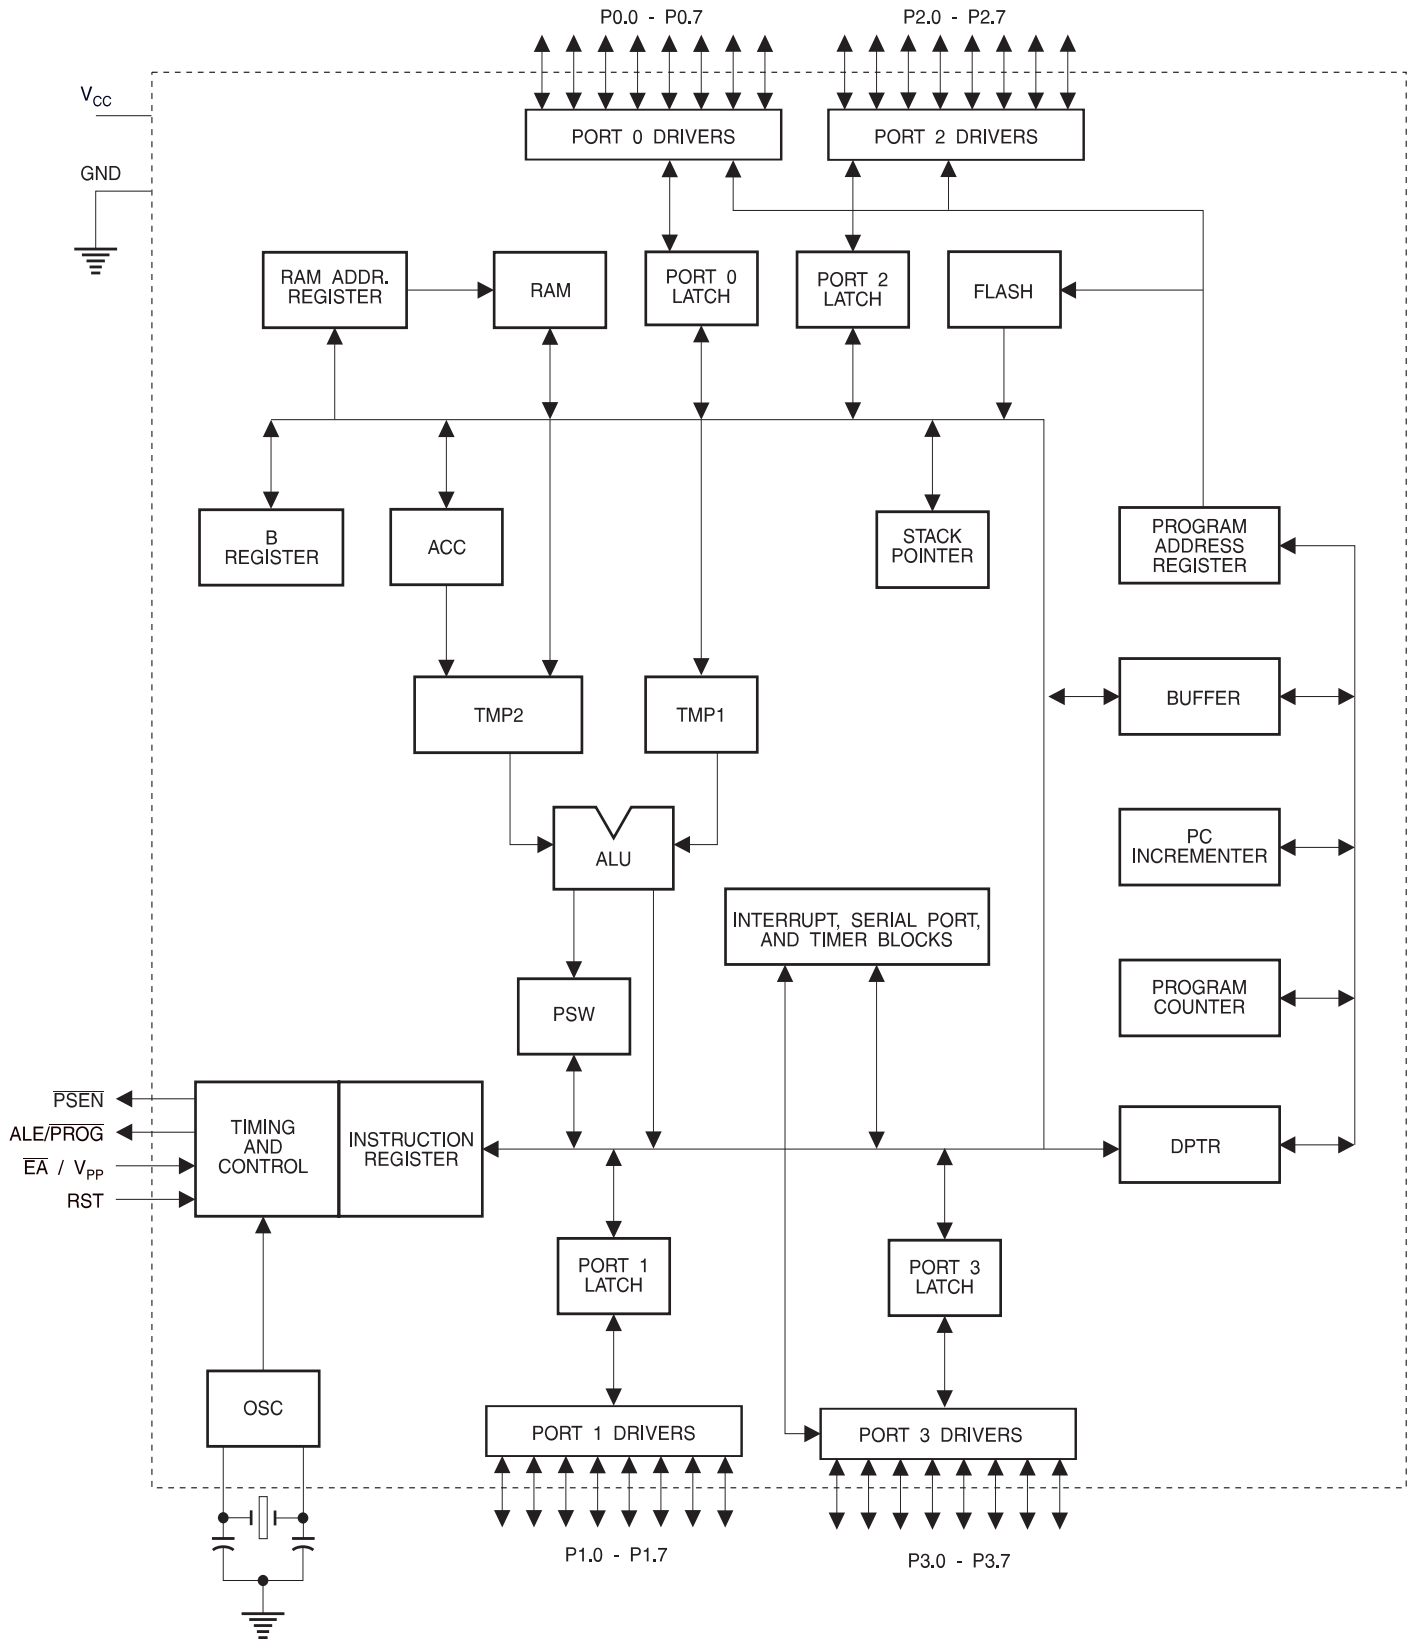 P0.0 - P0.7
P2.0 - P2.7
VCC
PORT 0 DRIVERS
PORT 2 DRIVERS
GND
RAM ADDR.
REGISTER
RAM
PORT 0
LATCH
PORT 2
LATCH
FLASH
B
REGISTER
ACC
STACK
POINTER
PROGRAM
ADDRESS
REGISTER
TMP2
TMP1
BUFFER
ALU
PC
INCREMENTER
INTERRUPT, SERIAL PORT,
AND TIMER BLOCKS
PSW
PROGRAM
COUNTER
PSEN
ALE/PROG
EA / VPP
RST
TIMING
AND
CONTROL
INSTRUCTION
REGISTER
DPTR
PORT 1
LATCH
PORT 3
LATCH
OSC
PORT 1 DRIVERS
PORT 3 DRIVERS
P1.0 - P1.7
P3.0 - P3.7